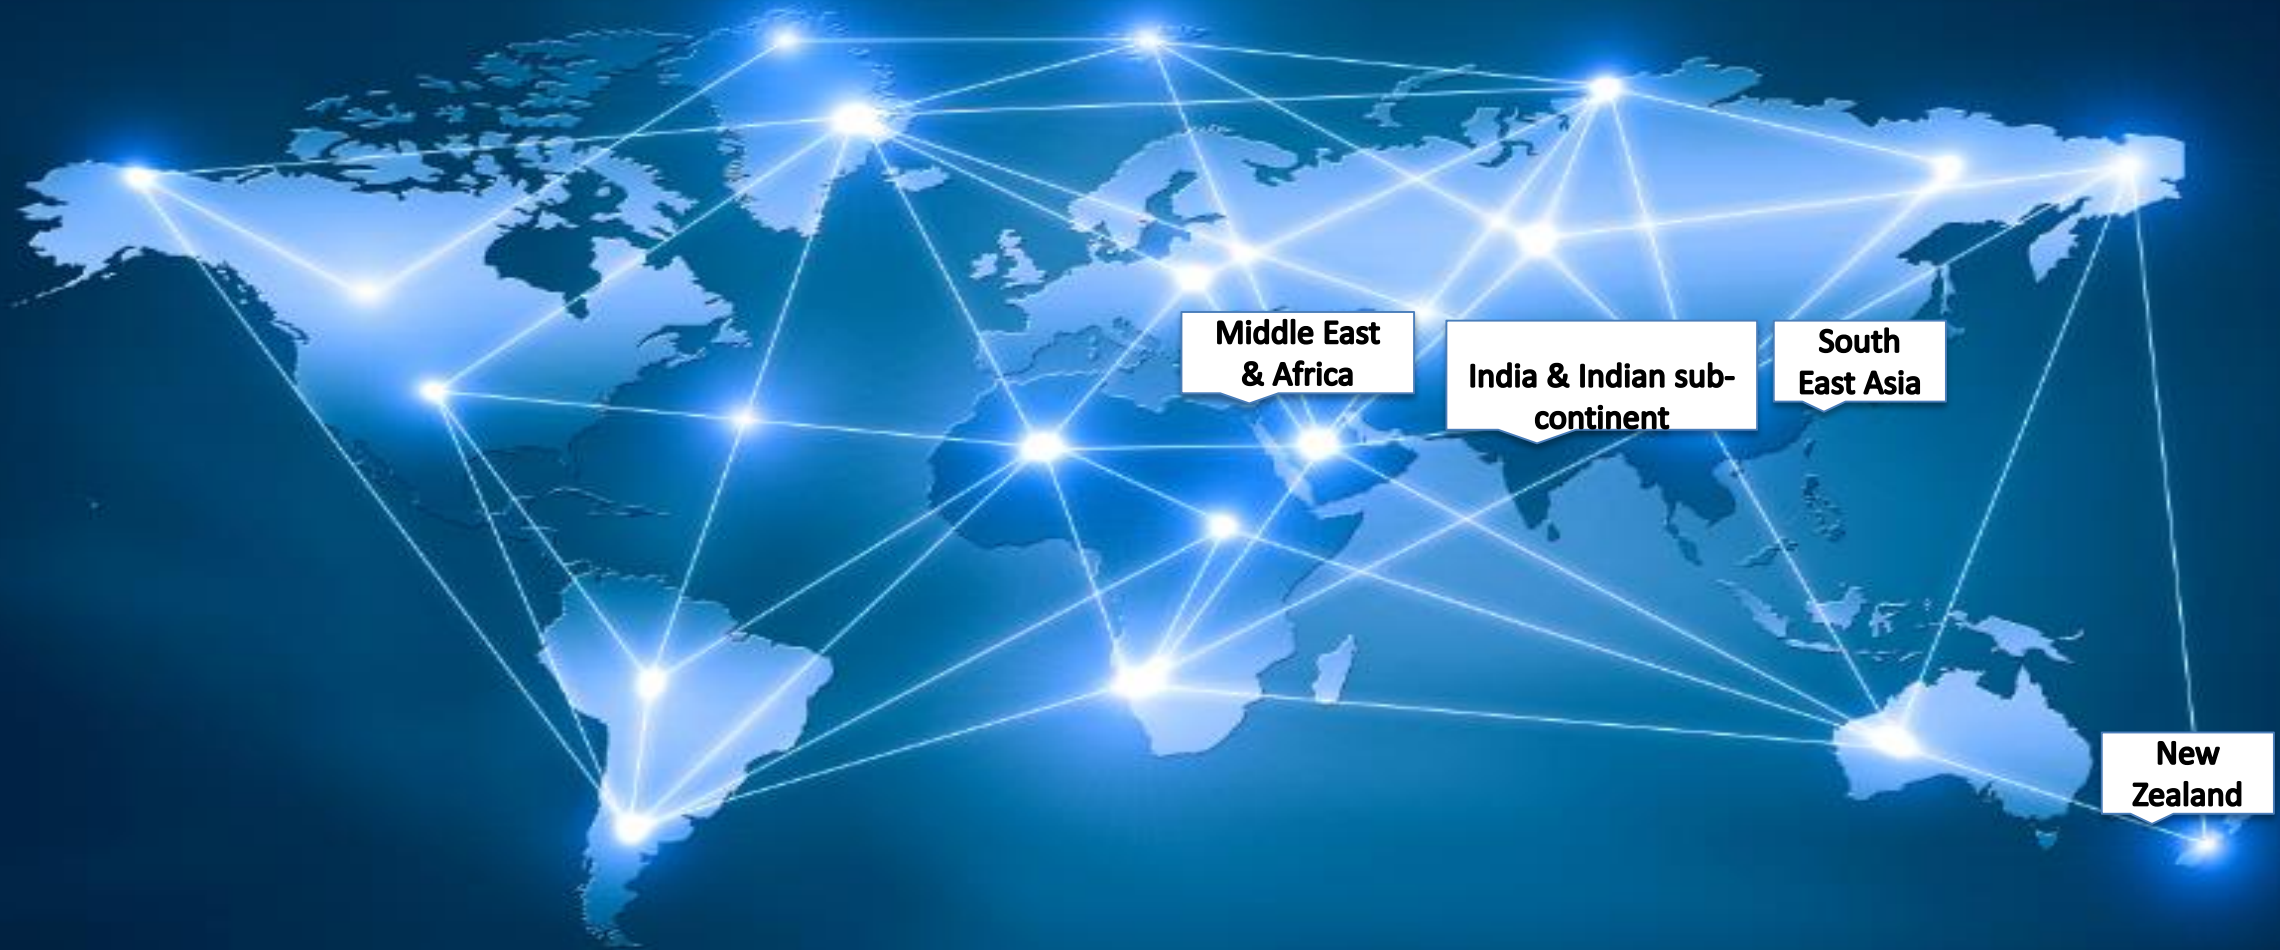 Middle East
& Africa
India & Indian sub-
continent
South
East Asia
New
Zealand